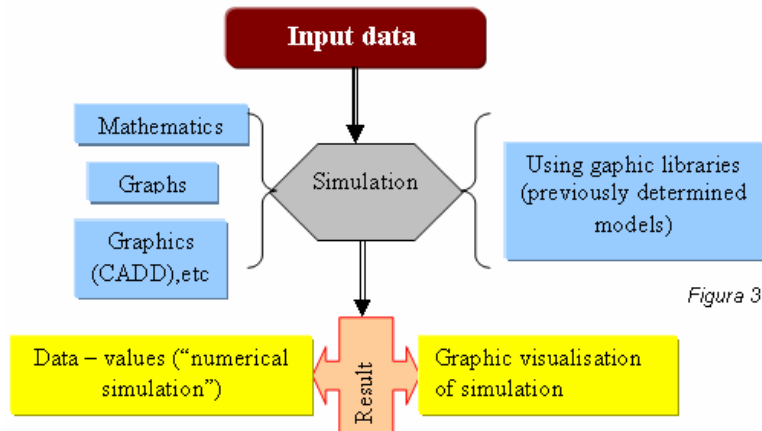 Input data
Mathematics
Graphs
Graphics
(CADD),etc
Simulation
Using gaphic libraries
(previously determined
models)
Figura 3
Data – values (“numerical
simulation”)
Result
Graphic visualisation
of simulation